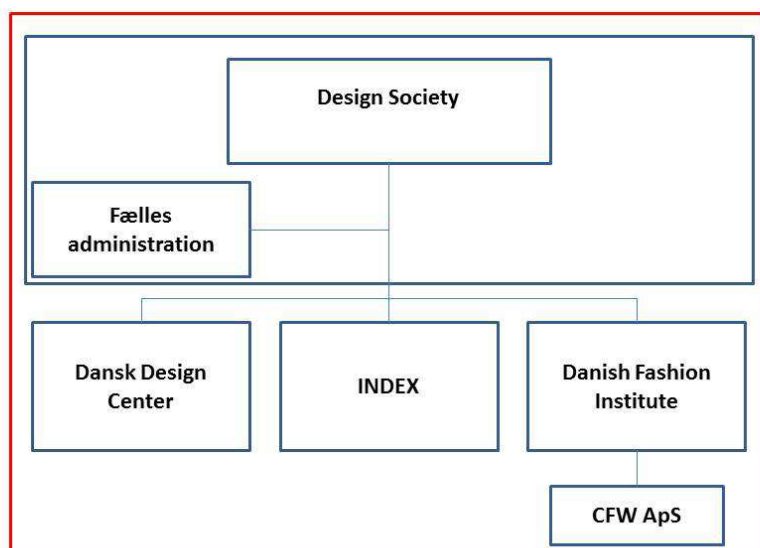 Design Society
Fælles
administration
Dansk Design
Center
INDEX
Danish Fashion
Institute
CFW ApS